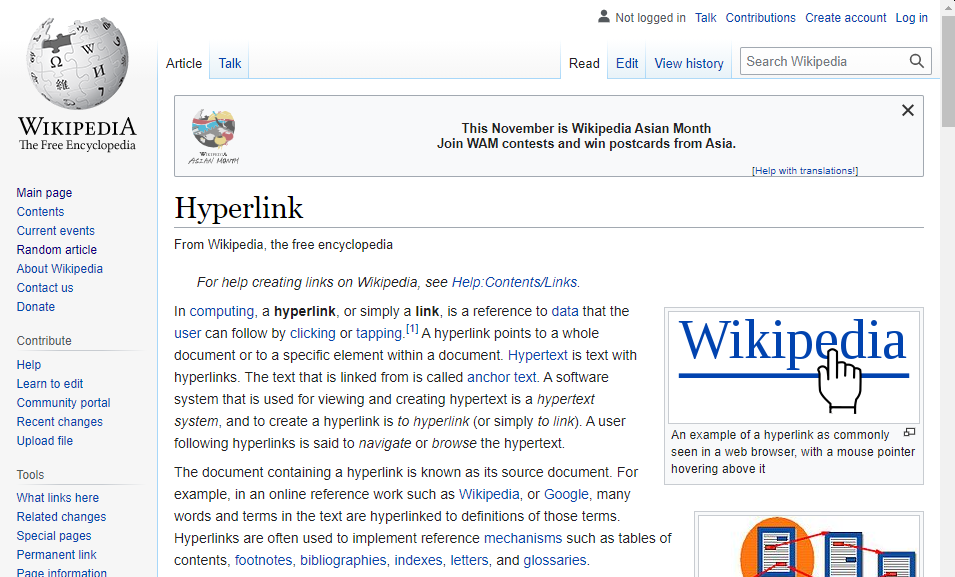 Not logged in Talk Contributions Create account Log in
Article Talk Read Edit View history Search Wikipedia
WIKIPEDIA
The Free Encyclopedia
Main page
Contents
Current events
Random article
About Wikipedia
Contact us
Donate
Contribute
Help
Learn to edit
Community portal
Recent changes
Upload file
Tools
What links here
Related changes
Special pages
Permanent link
Page information
WIKIPEDIA
ASIAN MONTH
This November is Wikipedia Asian Month
Join WAM contests and win postcards from Asia.
[Help with translations!]
Hyperlink
From Wikipedia, the free encyclopedia
For help creating links on Wikipedia, see Help:Contents/Links.
In computing, a hyperlink, or simply a link, is a reference to data that the
user can follow by clicking or tapping.[1] A hyperlink points to a whole
document or to a specific element within a document. Hypertext is text with
hyperlinks. The text that is linked from is called anchor text. A software
system that is used for viewing and creating hypertext is a hypertext
system, and to create a hyperlink is to hyperlink (or simply to link). A user
following hyperlinks is said to navigate or browse the hypertext.
The document containing a hyperlink is known as its source document. For
example, in an online reference work such as Wikipedia, or Google, many
words and terms in the text are hyperlinked to definitions of those terms.
Hyperlinks are often used to implement reference mechanisms such as tables of
contents, footnotes, bibliographies, indexes, letters, and glossaries.
Wikipedia
An example of a hyperlink as commonly
seen in a web browser, with a mouse pointer
hovering above it